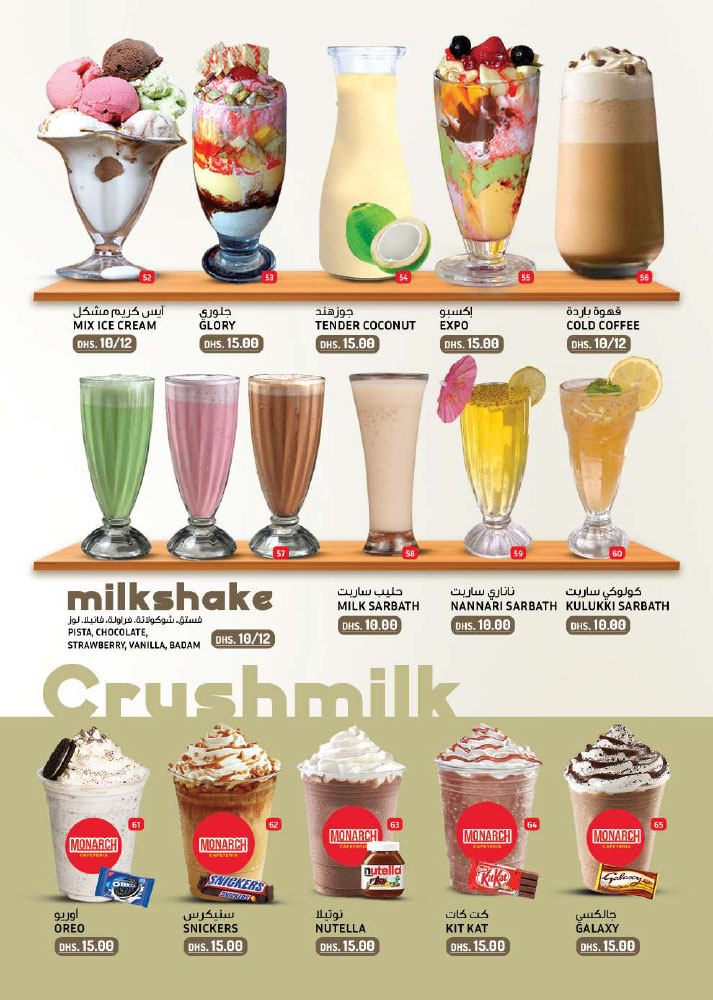 52
53
54
55
56
آيس كريم مشكل
MIX ICE CREAM
DHS. 10/12
جلوري
GLORY
DHS. 15.00
جوزهند
TENDER COCONUT
DHS. 15.00
إكسبو
EXPO
DHS. 15.00
قهوة باردة
COLD COFFEE
DHS. 10/12
57
58
59
60
milkshake
فستق، شوكولاتة، فراولة، فانيلا، لوز
PISTA, CHOCOLATE,
STRAWBERRY, VANILLA, BADAM
DHS. 10/12
حليب ساربت
MILK SARBATH
DHS. 10.00
ناناري ساربت
NANNARI SARBATH
DHS. 10.00
كولوكي ساربت
KULUKKI SARBATH
DHS. 10.00
Crushmilk
61
MONARCH
CAFETERIA
OREO
أوريو
OREO
DHS. 15.00
62
MONARCH
CAFETERIA
SNICKERS
سنيكرس
SNICKERS
DHS. 15.00
63
MONARCH
CAFETERIA
nutella
نوتيلا
NUTELLA
DHS. 15.00
64
MONARCH
CAFETERIA
KitKat
كت كات
KIT KAT
DHS. 15.00
65
MONARCH
CAFETERIA
Galaxy
جالكسي
GALAXY
DHS. 15.00